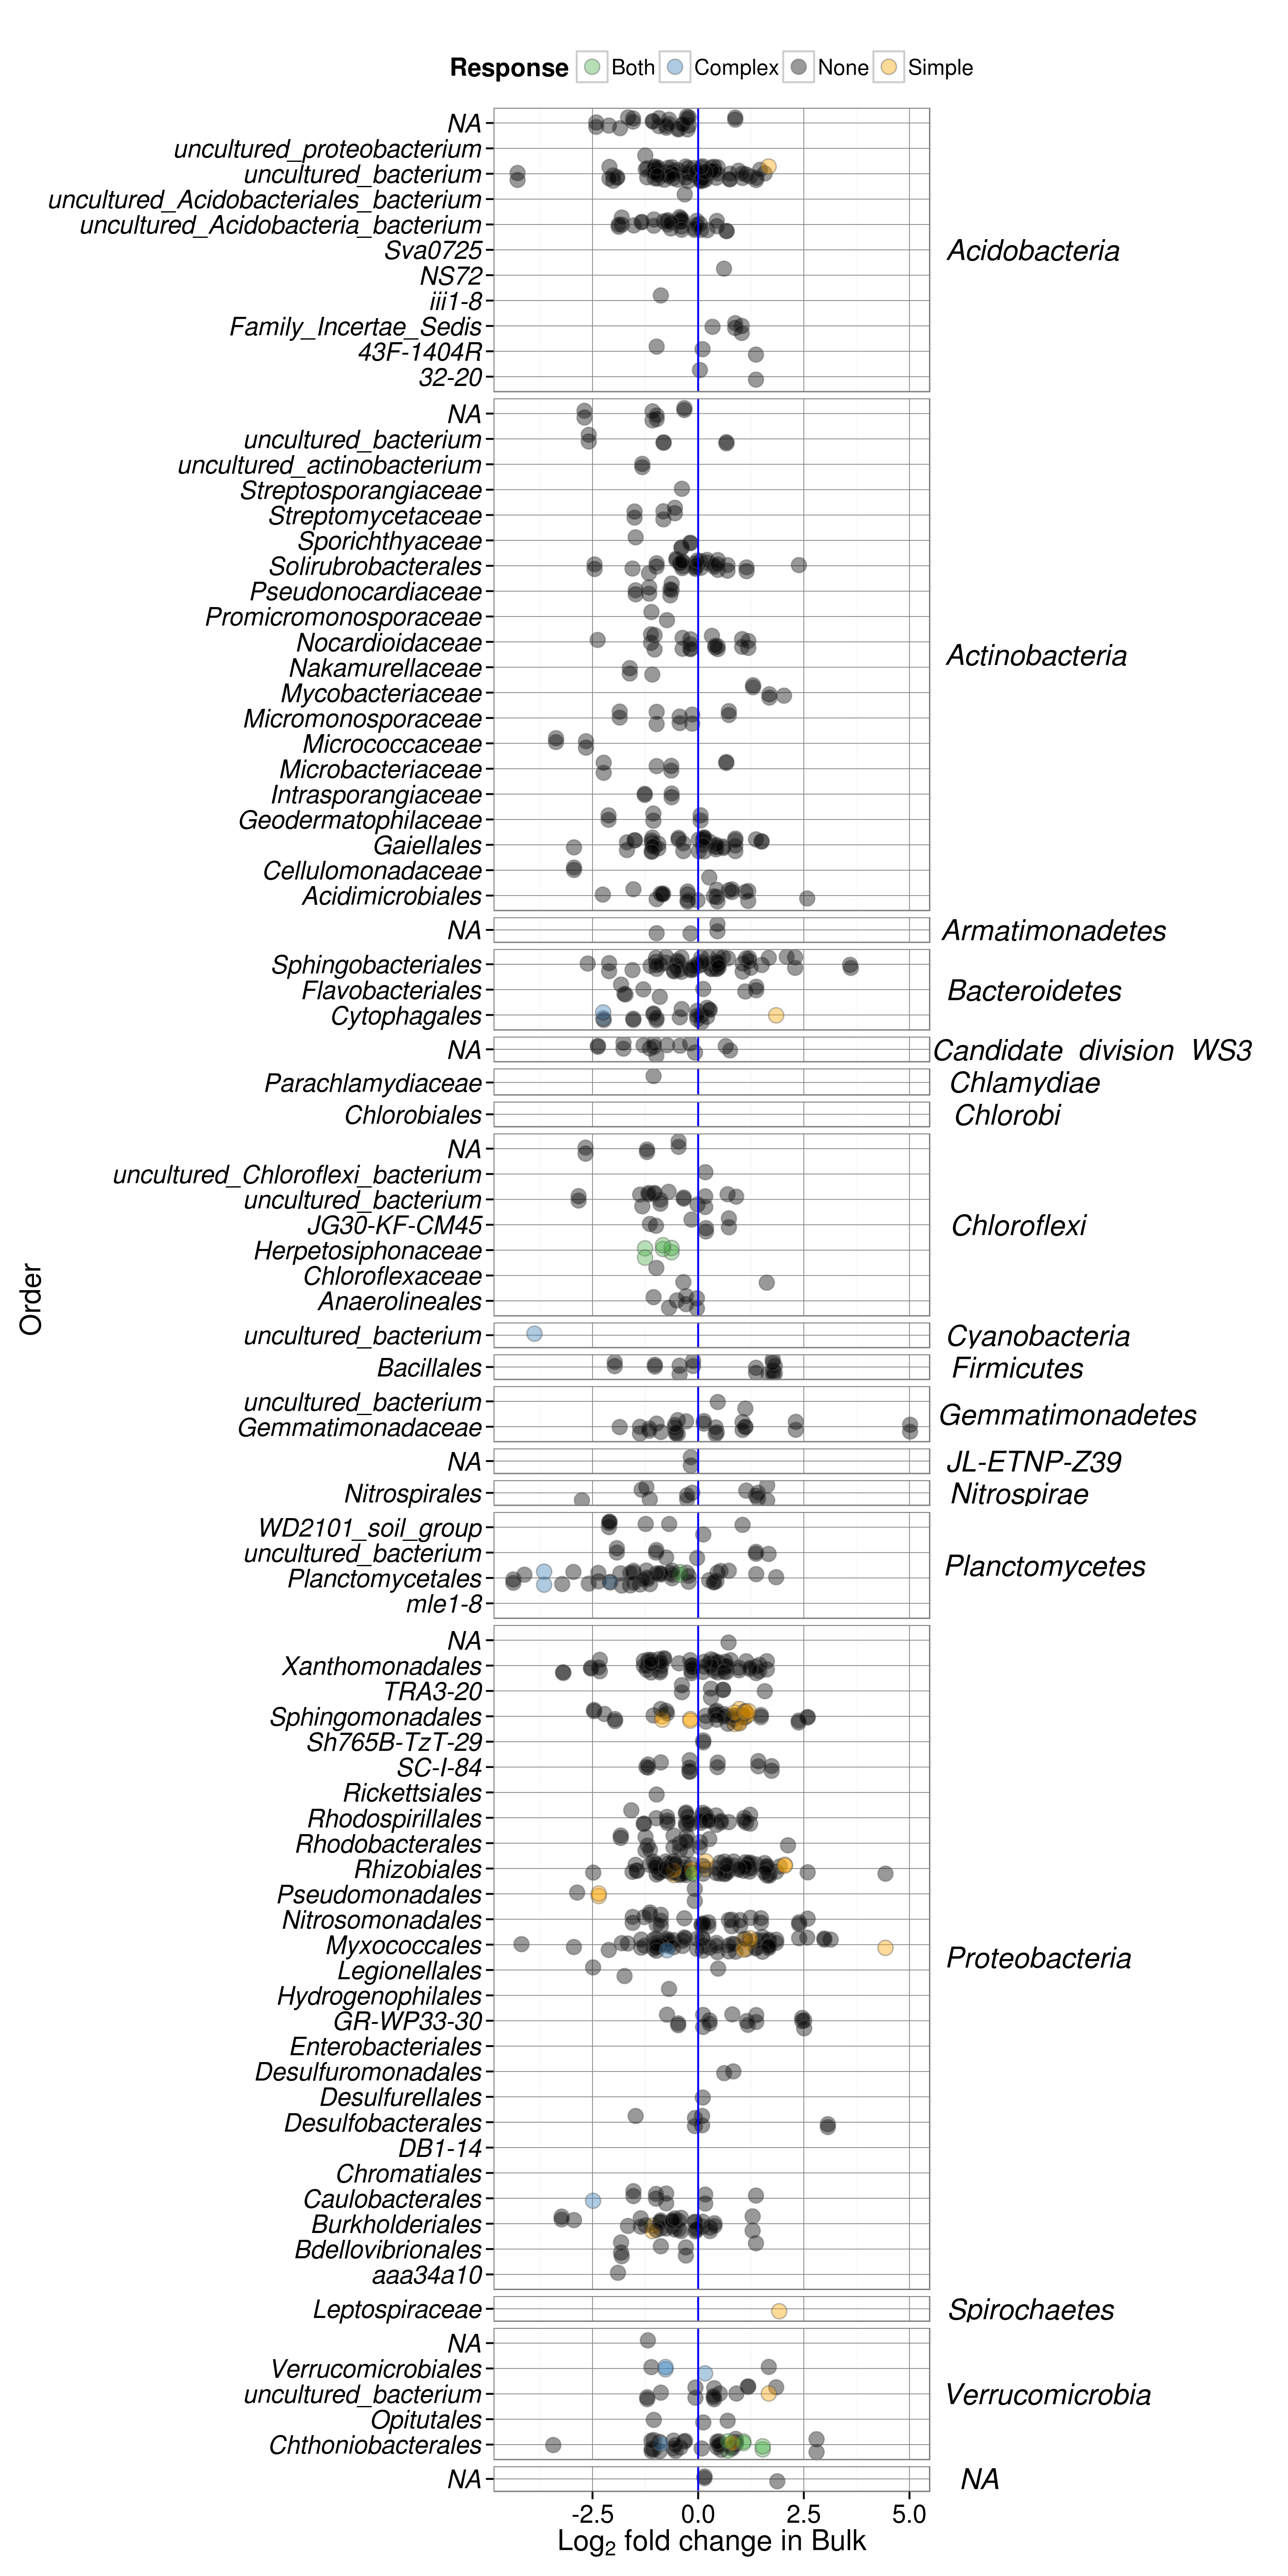 Response Both Complex None Simple
NA
uncultured_proteobacterium
uncultured_bacterium
uncultured_Acidobacteriales_bacterium
uncultured_Acidobacteria_bacterium
Sva0725
Acidobacteria
NS72
iii1-8
Family_Incertae_Sedis
43F-1404R
32-20
NA
uncultured_bacterium
uncultured_actinobacterium
Streptosporangiaceae
Streptomycetaceae
Sporichthyaceae
Solirubrobacterales
Pseudonocardiaceae
Promicromonosporaceae
Nocardioidaceae
Actinobacteria
Nakamurellaceae
Mycobacteriaceae
Micromonosporaceae
Micrococcaceae
Microbacteriaceae
Intrasporangiaceae
Geodermatophilaceae
Gaiellales
Cellulomonadaceae
Acidimicrobiales
NA Armatimonadetes
Sphingobacteriales
Flavobacteriales Bacteroidetes
Cytophagales
NA Candidate division WS3
Parachlamydiaceae Chlamydiae
Chlorobiales Chlorobi
NA
uncultured_Chloroflexi_bacterium
uncultured_bacterium
JG30-KF-CM45 Chloroflexi
Herpetosiphonaceae
Chloroflexaceae
Anaerolineales
Order
uncultured_bacterium Cyanobacteria
Bacillales Firmicutes
uncultured_bacterium
Gemmatimonadetes
Gemmatimonadaceae
NA JL-ETNP-Z39
Nitrospirales Nitrospirae
WD2101_soil_group
uncultured_bacterium
Planctomycetes
Planctomycetales
mle1-8
NA
Xanthomonadales
TRA3-20
Sphingomonadales
Sh765B-TzT-29
SC-I-84
Rickettsiales
Rhodospirillales
Rhodobacterales
Rhizobiales
Pseudomonadales
Nitrosomonadales
Myxococcales
Proteobacteria
Legionellales
Hydrogenophilales
GR-WP33-30
Enterobacteriales
Desulfuromonadales
Desulfurellales
Desulfobacterales
DB1-14
Chromatiales
Caulobacterales
Burkholderiales
Bdellovibrionales
aaa34a10
Leptospiraceae Spirochaetes
NA
Verrucomicrobiales
uncultured_bacterium Verrucomicrobia
Opitutales
Chthoniobacterales
NA NA
-2.5 0.0 2.5 5.0
Log2 fold change in Bulk